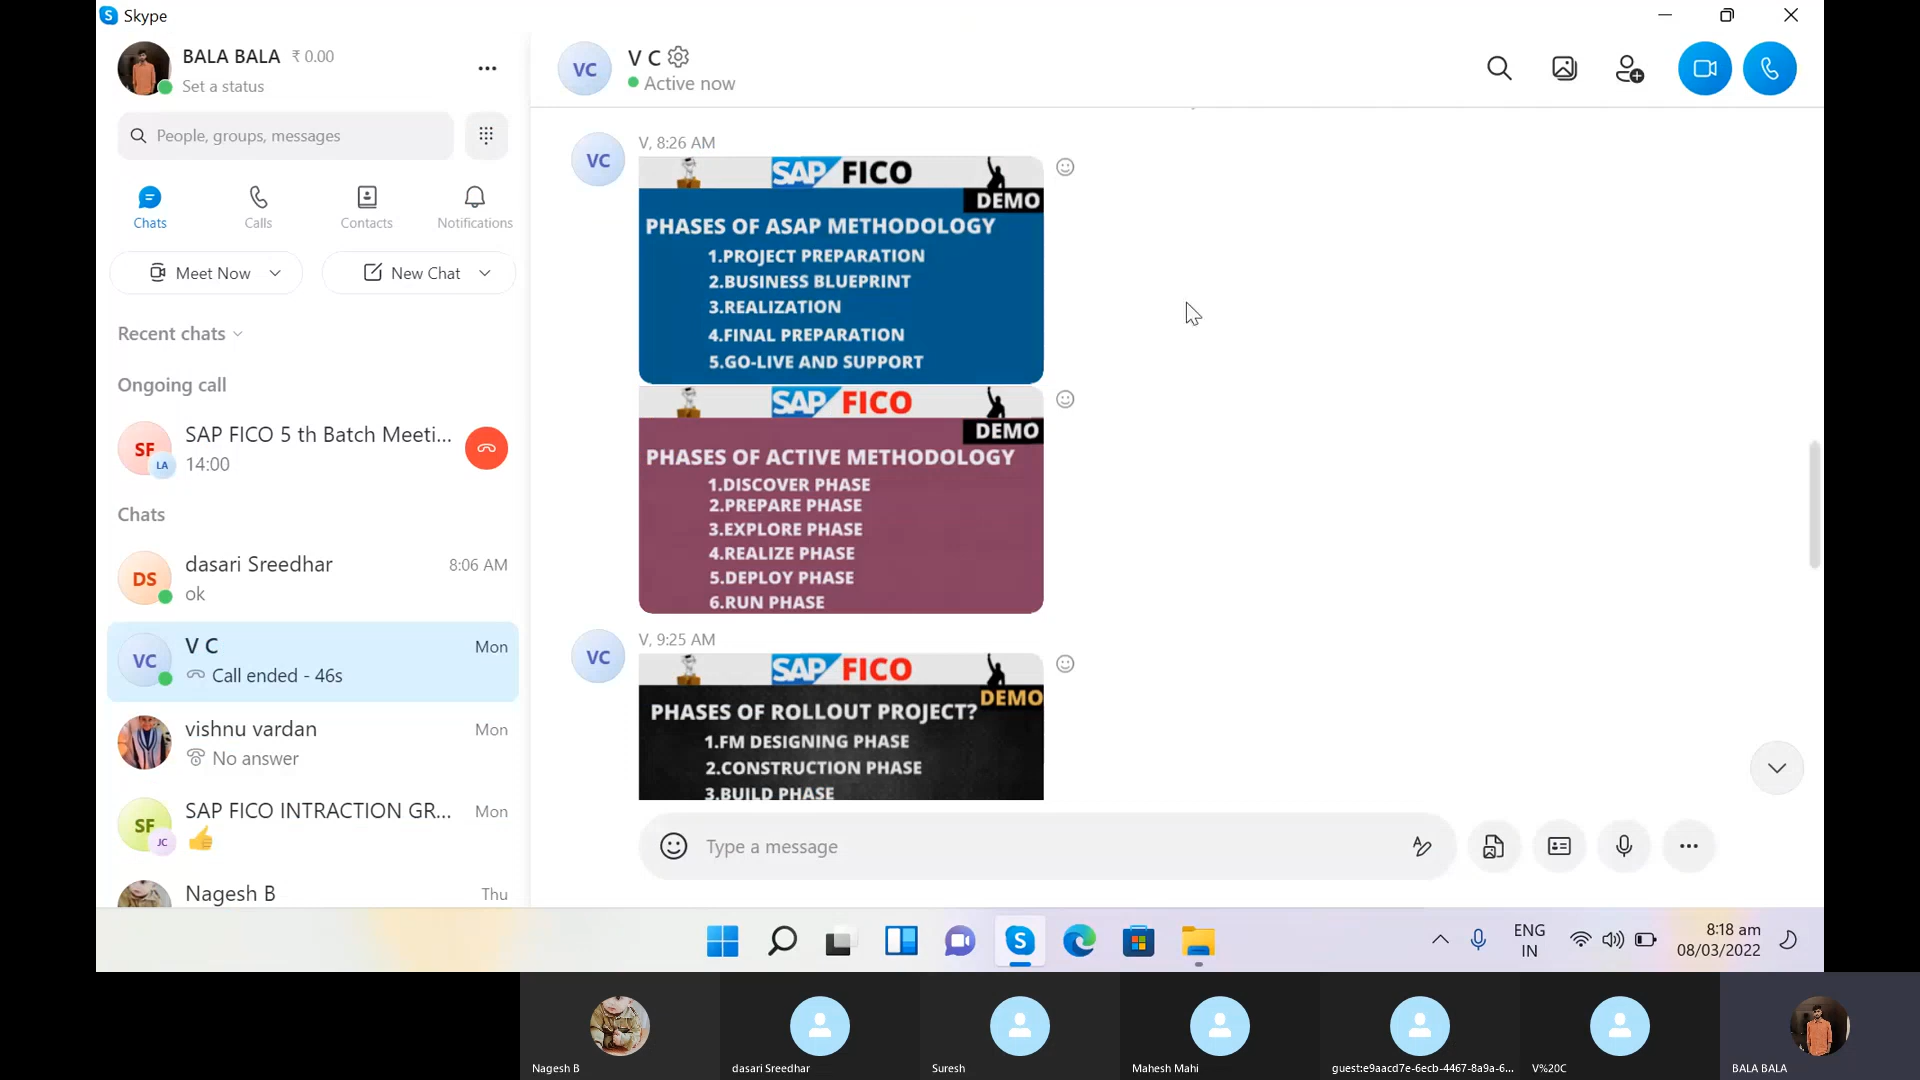 Skype
BALA BALA ₹ 0.00
Set a status
People, groups, messages
Chats
Calls
Contacts
Notifications
Meet Now
New Chat
Recent chats
Ongoing call
SF
LA
SAP FICO 5 th Batch Meeti...
14:00
Chats
DS
dasari Sreedhar
8:06 AM
ok
VC
V C
Mon
Call ended - 46s
vishnu vardan
Mon
No answer
SF
JC
SAP FICO INTRACTION GR...
Mon
Nagesh B
Thu
VC
V C
Active now
VC
V, 8:26 AM
SAP FICO
DEMO
PHASES OF ASAP METHODOLOGY
1.PROJECT PREPARATION
2.BUSINESS BLUEPRINT
3.REALIZATION
4.FINAL PREPARATION
5.GO-LIVE AND SUPPORT
SAP FICO
DEMO
PHASES OF ACTIVE METHODOLOGY
1.DISCOVER PHASE
2.PREPARE PHASE
3.EXPLORE PHASE
4.REALIZE PHASE
5.DEPLOY PHASE
6.RUN PHASE
VC
V, 9:25 AM
SAP FICO
DEMO
PHASES OF ROLLOUT PROJECT?
1.FM DESIGNING PHASE
2.CONSTRUCTION PHASE
3.BUILD PHASE
Type a message
ENG
IN
8:18 am
08/03/2022
Nagesh B
dasari Sreedhar
Suresh
Mahesh Mahi
guest:e9aacd7e-6ecb-4467-8a9a-6...
V%20C
BALA BALA